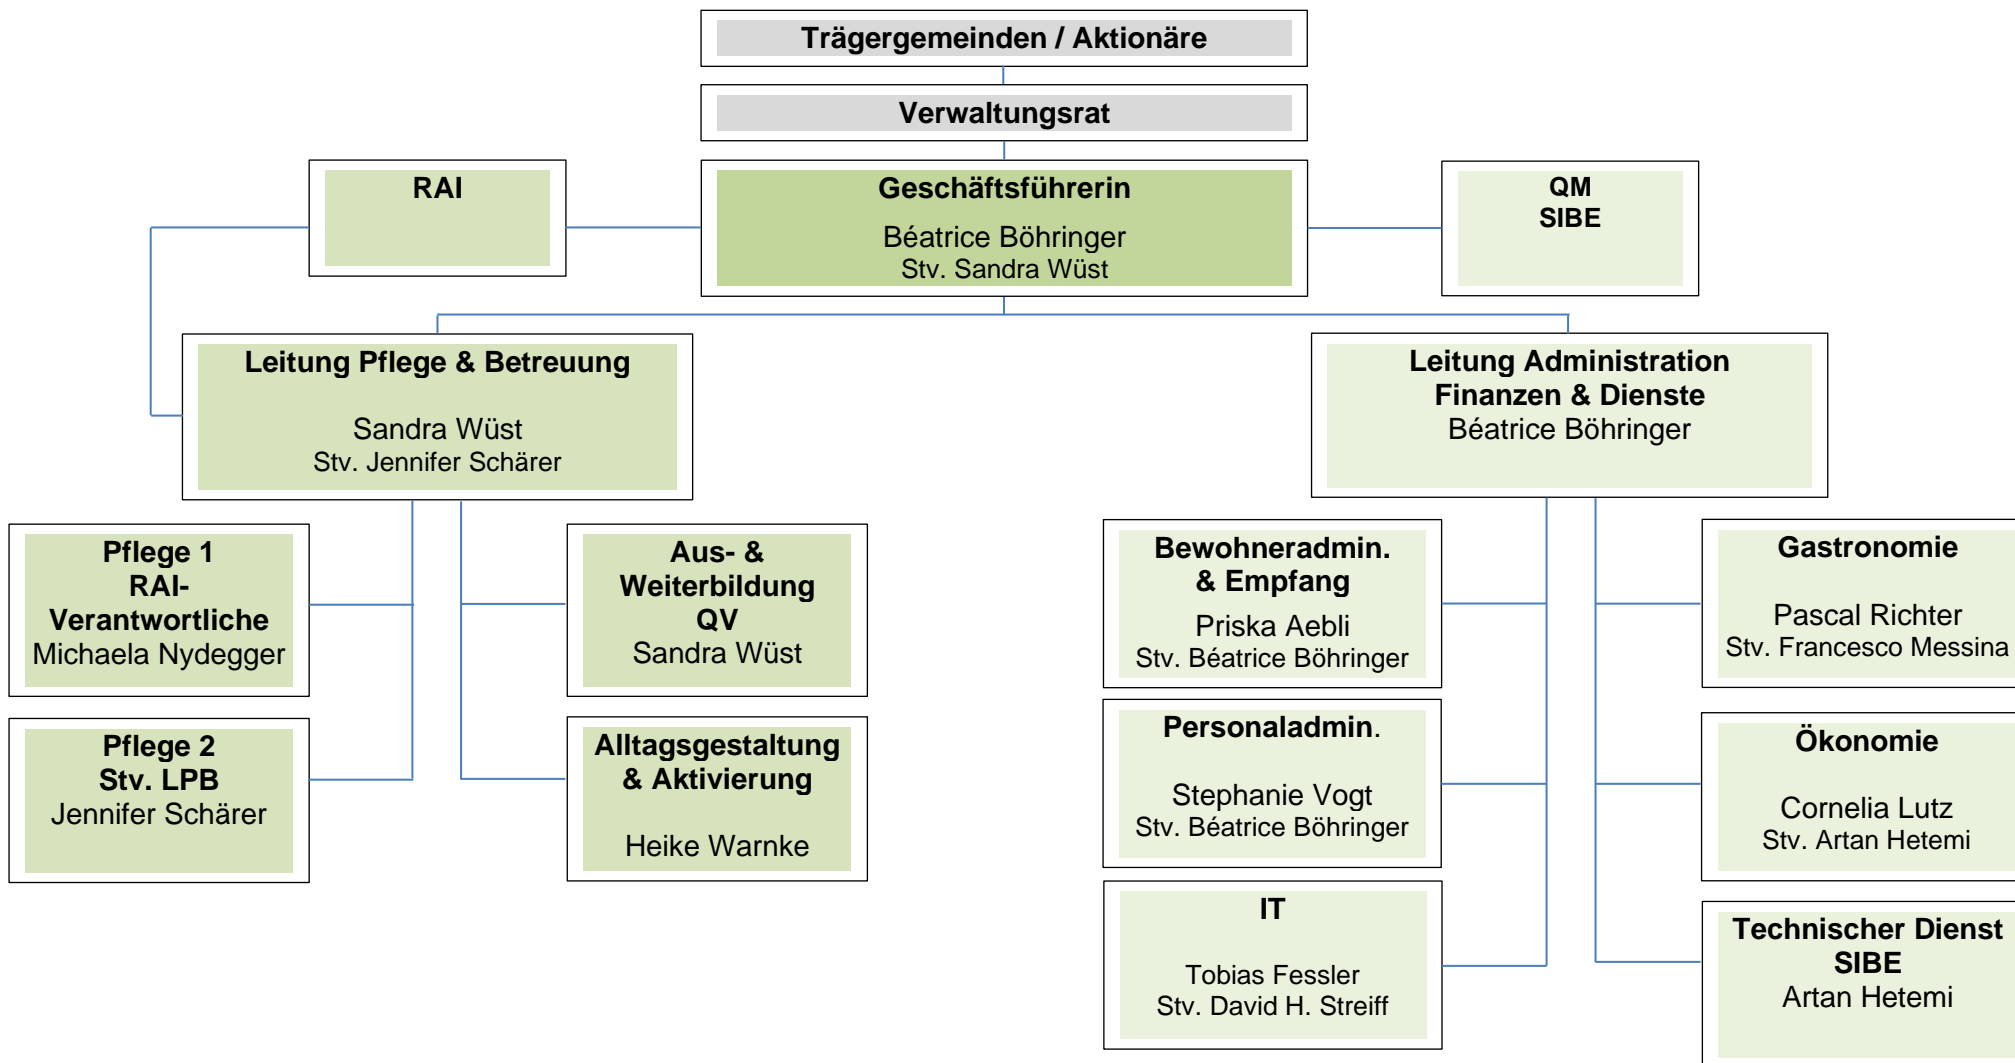 Trägergemeinden / Aktionäre
Verwaltungsrat
RAI
Geschäftsführerin
Béatrice Böhringer
Stv. Sandra Wüst
QM
SIBE
Leitung Pflege & Betreuung
Sandra Wüst
Stv. Jennifer Schärer
Leitung Administration
Finanzen & Dienste
Béatrice Böhringer
Pflege 1
RAI-
Verantwortliche
Michaela Nydegger
Aus- &
Weiterbildung
QV
Sandra Wüst
Pflege 2
Stv. LPB
Jennifer Schärer
Alltagsgestaltung
& Aktivierung
Heike Warnke
Bewohneradmin.
& Empfang
Priska Aebli
Stv. Béatrice Böhringer
Gastronomie
Pascal Richter
Stv. Francesco Messina
Personaladmin.
Stephanie Vogt
Stv. Béatrice Böhringer
Ökonomie
Cornelia Lutz
Stv. Artan Hetemi
IT
Tobias Fessler
Stv. David H. Streiff
Technischer Dienst
SIBE
Artan Hetemi